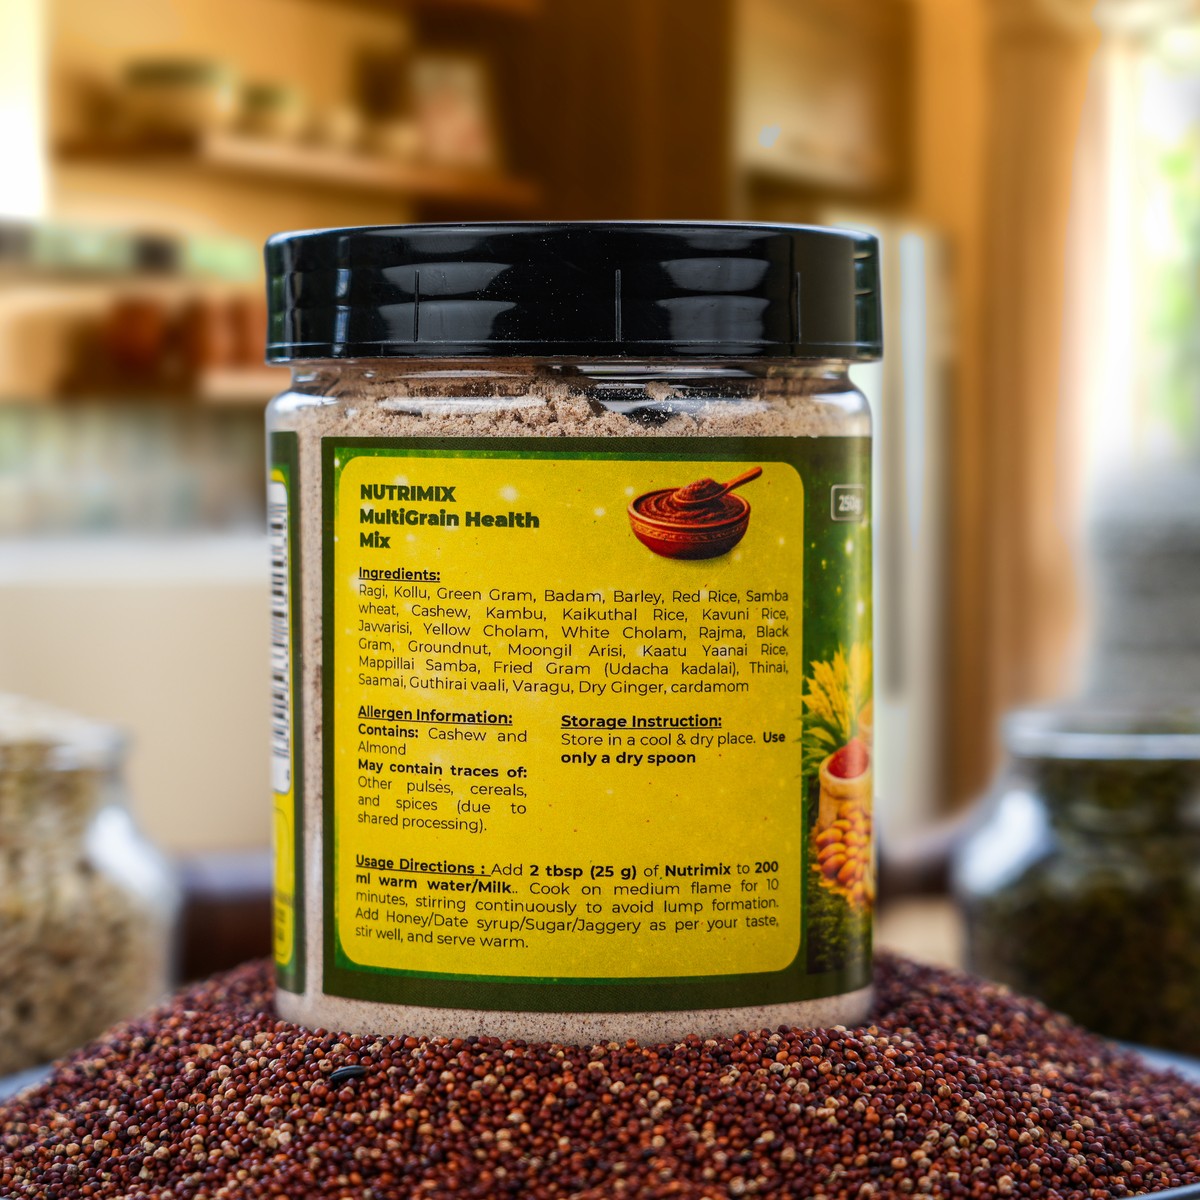 NUTRIMIX
MultiGrain Health
Mix
Ingredients:
Ragi, Kollu, Green Gram, Badam, Barley, Red Rice, Samba
wheat, Cashew, Kambu, Kaikuthal Rice, Kavuni Rice,
Javvarisi, Yellow Cholam, White Cholam, Rajma, Black
Gram, Groundnut, Moongil Arisi, Kaatu Yaanai Rice,
Mappillai Samba, Fried Gram (Udacha kadalai), Thinai,
Saamai, Guthirai vaali, Varagu, Dry Ginger, cardamom
Allergen Information:
Contains: Cashew and
Almond
May contain traces of:
Other pulses, cereals,
and spices (due to
shared processing).
Storage Instruction:
Store in a cool & dry place. Use
only a dry spoon
Usage Directions : Add 2 tbsp (25 g) of Nutrimix to 200
ml warm water/Milk.. Cook on medium flame for 10
minutes, stirring continuously to avoid lump formation.
Add Honey/Date syrup/Sugar/Jaggery as per your taste,
stir well, and serve warm.